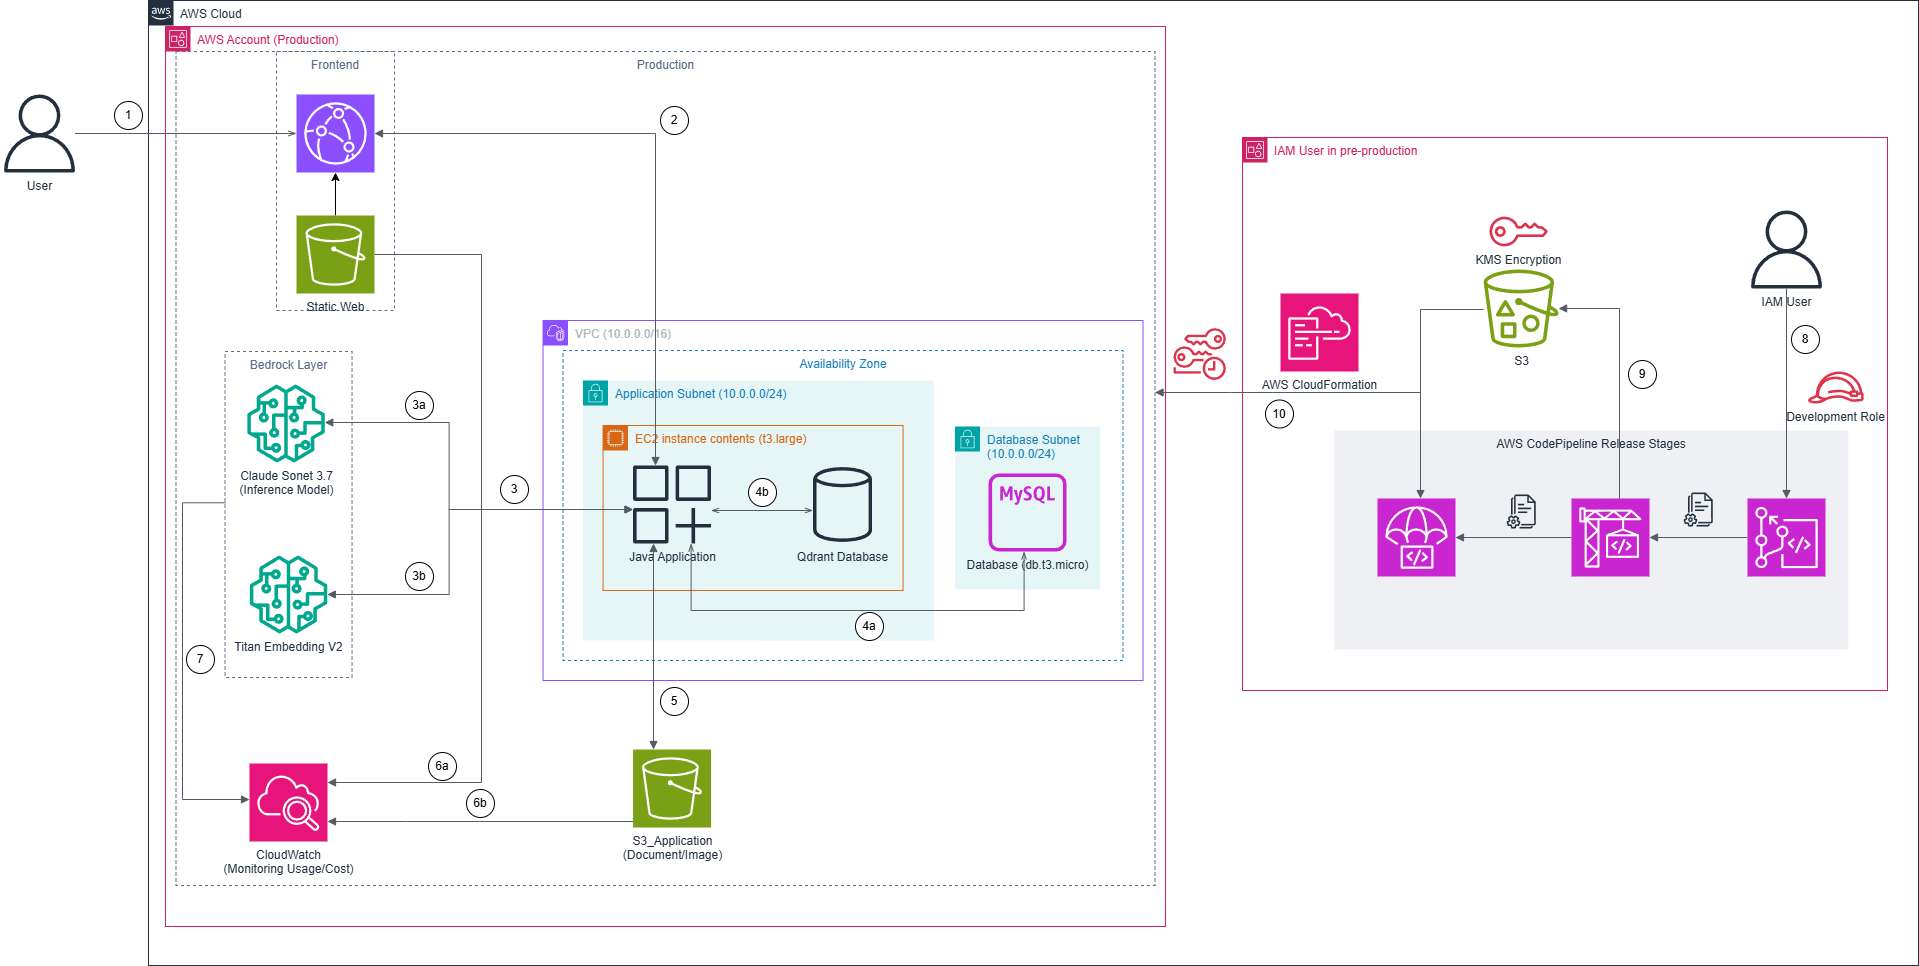 aws
AWS Cloud
AWS Account (Production)
Frontend
Production
1
2
User
Static Web
IAM User in pre-production
KMS Encryption
S3
IAM User
8
9
Development Role
AWS CloudFormation
10
AWS CodePipeline Release Stages
VPC (10.0.0.0/16)
Availability Zone
Application Subnet (10.0.0.0/24)
EC2 instance contents (t3.large)
Database Subnet
(10.0.0.0/24)
MySQL
Database (db.t3.micro)
Java Application
Qdrant Database
4b
4a
Bedrock Layer
Claude Sonet 3.7
(Inference Model)
Titan Embedding V2
3a
3
3b
7
5
6a
6b
CloudWatch
(Monitoring Usage/Cost)
S3_Application
(Document/Image)